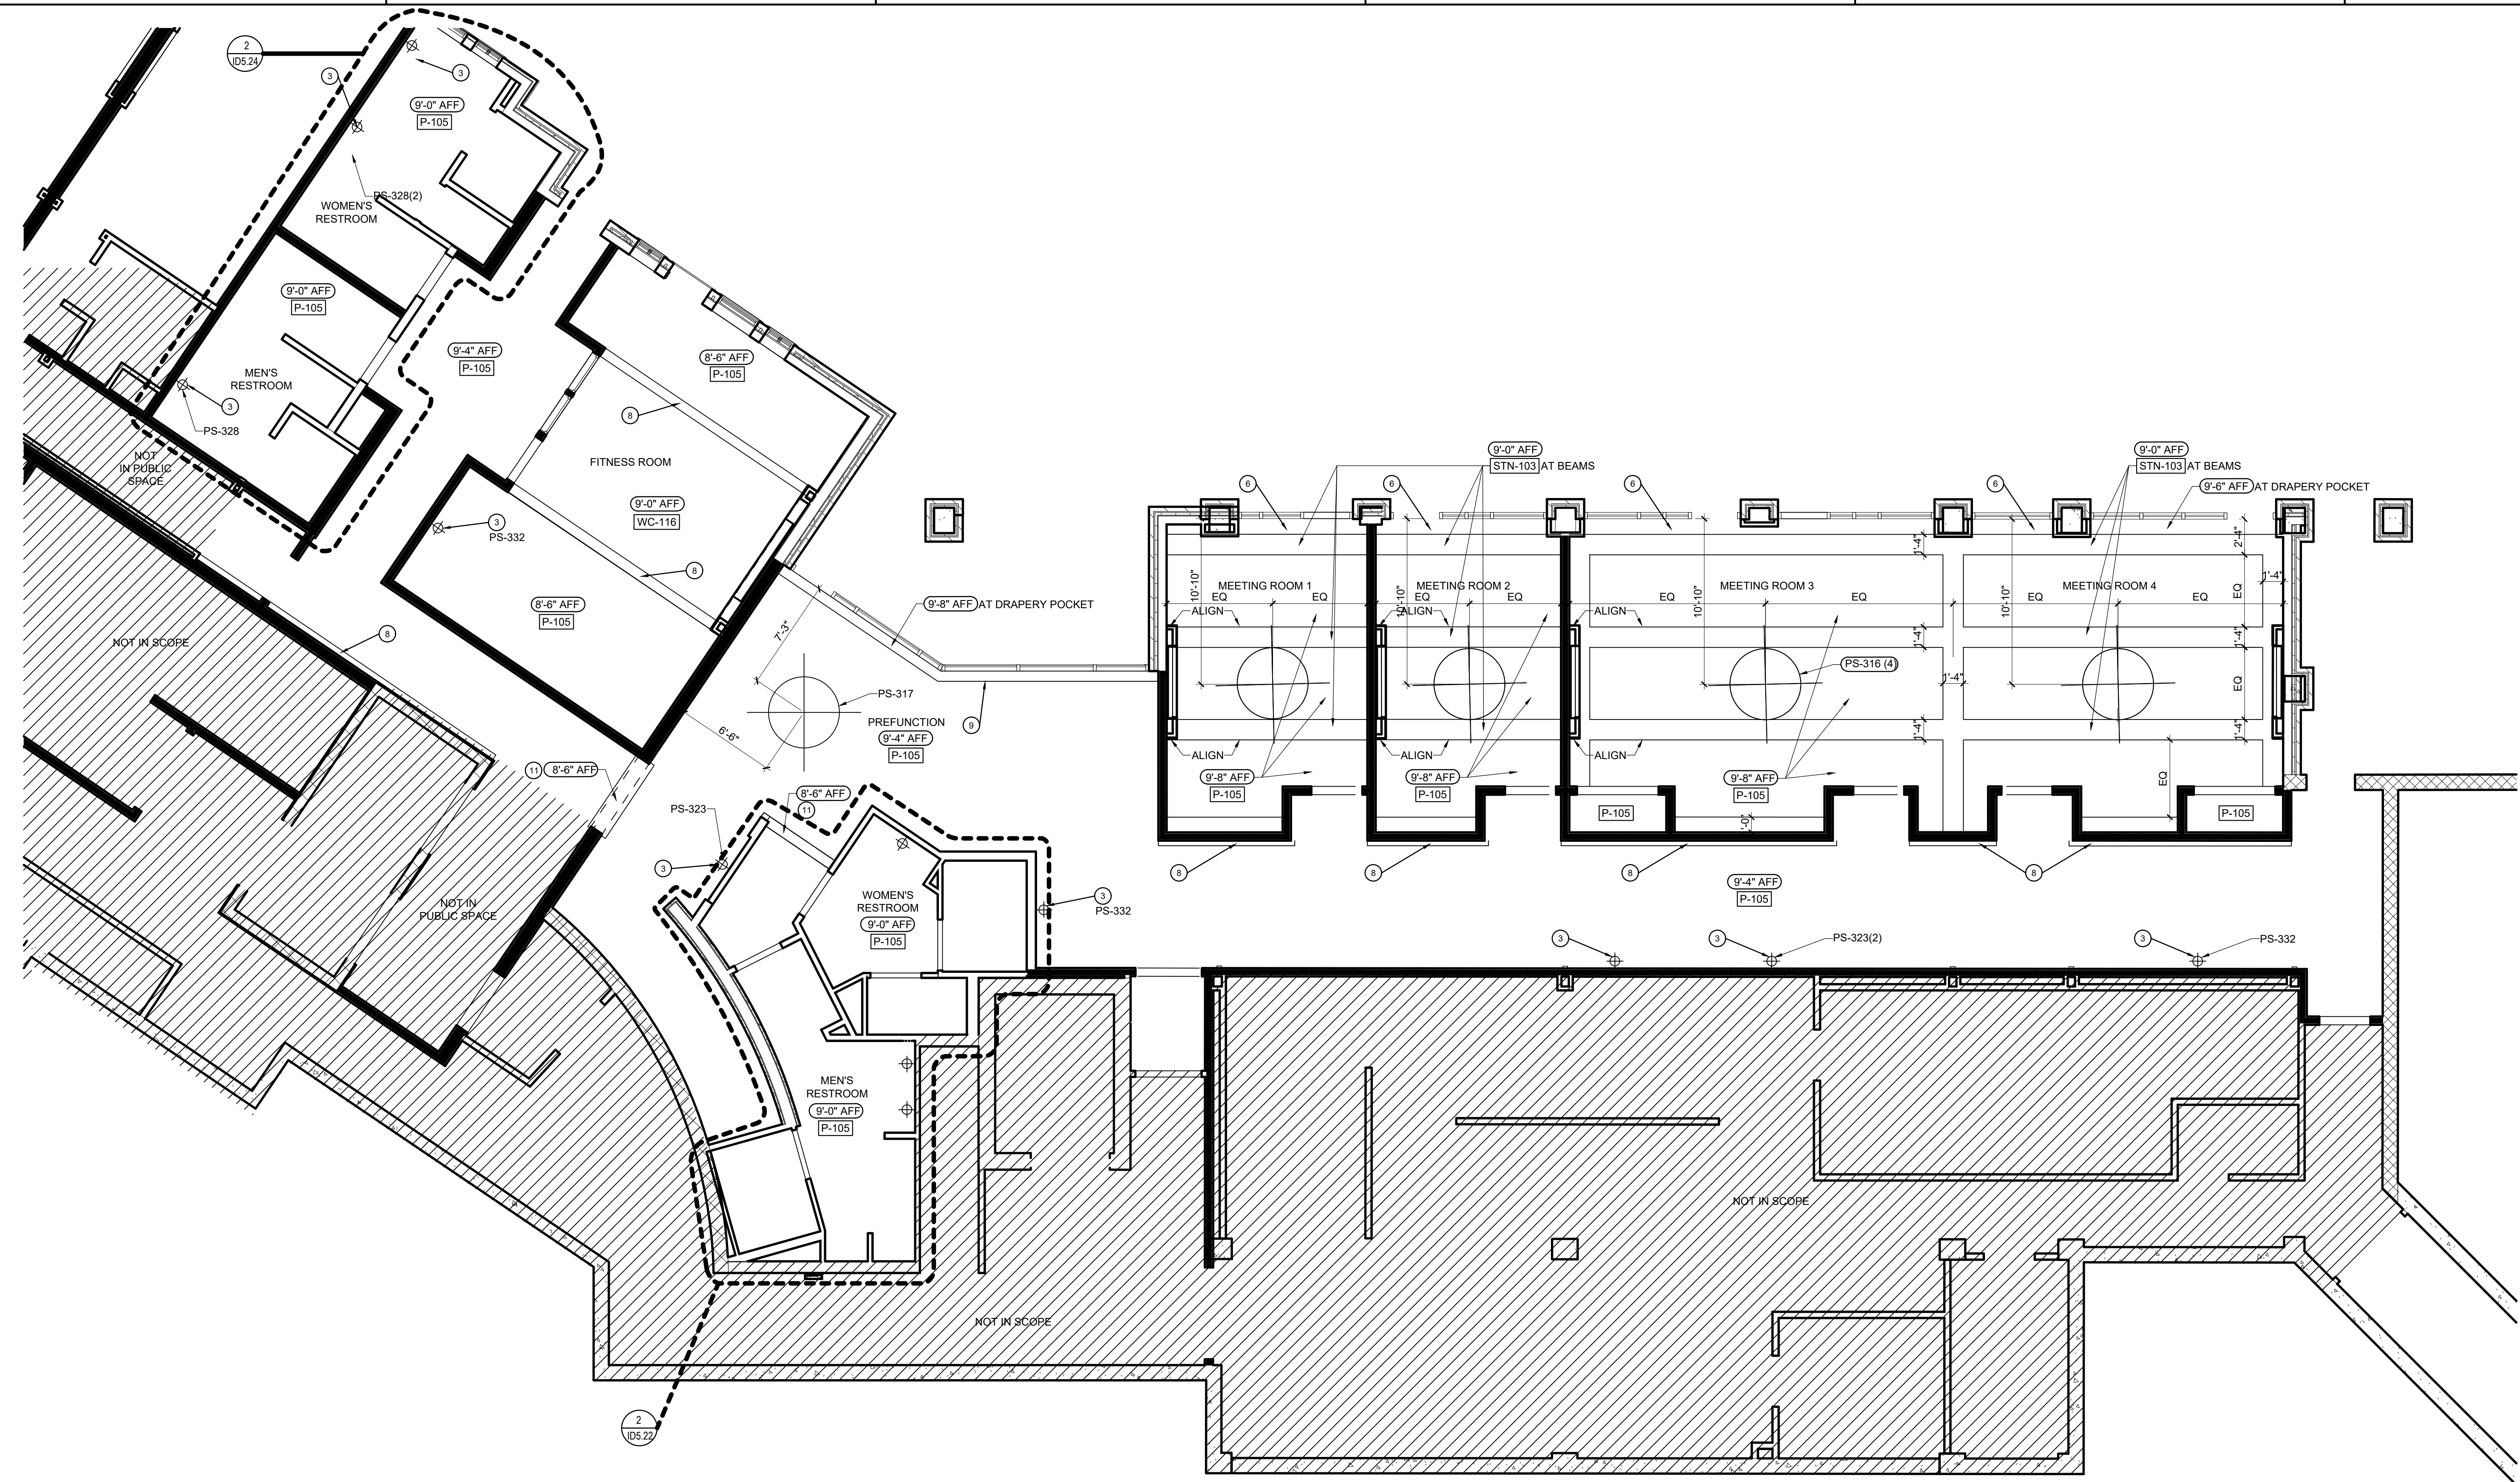 2
ID5.24
3
3
9'-0" AFF
P-105
PS-328(2)
WOMEN'S
RESTROOM
9'-0" AFF
P-105
MEN'S
RESTROOM
3
PS-328
NOT
IN PUBLIC
SPACE
9'-4" AFF
P-105
8'-6" AFF
P-105
8
FITNESS ROOM
9'-0" AFF
WC-116
3
PS-332
8
8'-6" AFF
P-105
NOT IN SCOPE
8
7'-3"
6'-6"
PS-317
PREFUNCTION
9'-4" AFF
P-105
9'-8" AFF AT DRAPERY POCKET
9
11
8'-6" AFF
NOT IN
PUBLIC SPACE
PS-323
3
8'-6" AFF
11
WOMEN'S
RESTROOM
9'-0" AFF
P-105
3
PS-332
MEN'S
RESTROOM
9'-0" AFF
P-105
2
ID5.22
NOT IN SCOPE
9'-0" AFF
STN-103 AT BEAMS
9'-0" AFF
STN-103 AT BEAMS
9'-6" AFF AT DRAPERY POCKET
6
6
6
6
1'-4"
2'-4"
MEETING ROOM 1
MEETING ROOM 2
MEETING ROOM 3
MEETING ROOM 4
1'-4"
10'-10"
10'-10"
10'-10"
10'-10"
EQ
EQ
EQ
EQ
EQ
EQ
EQ
EQ
EQ
ALIGN
ALIGN
ALIGN
1'-4"
1'-4"
PS-316 (4)
1'-4"
EQ
1'-4"
1'-4"
ALIGN
ALIGN
ALIGN
EQ
9'-8" AFF
P-105
9'-8" AFF
P-105
9'-8" AFF
P-105
P-105
P-105
8
8
8
8
9'-4" AFF
P-105
3
3
PS-323(2)
3
PS-332
NOT IN SCOPE